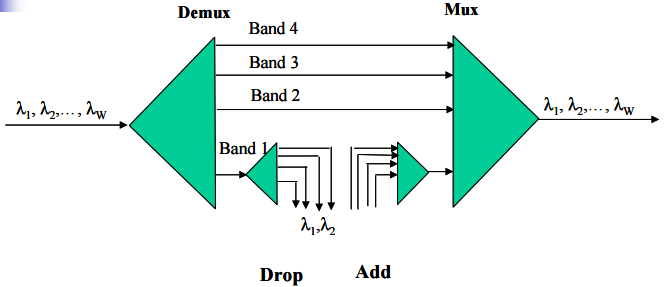 Demux
Mux
Band 4
Band 3
Band 2
λ1, λ2,..., λW
λ1, λ2,..., λW
Band 1
λ1,λ2
Drop
Add